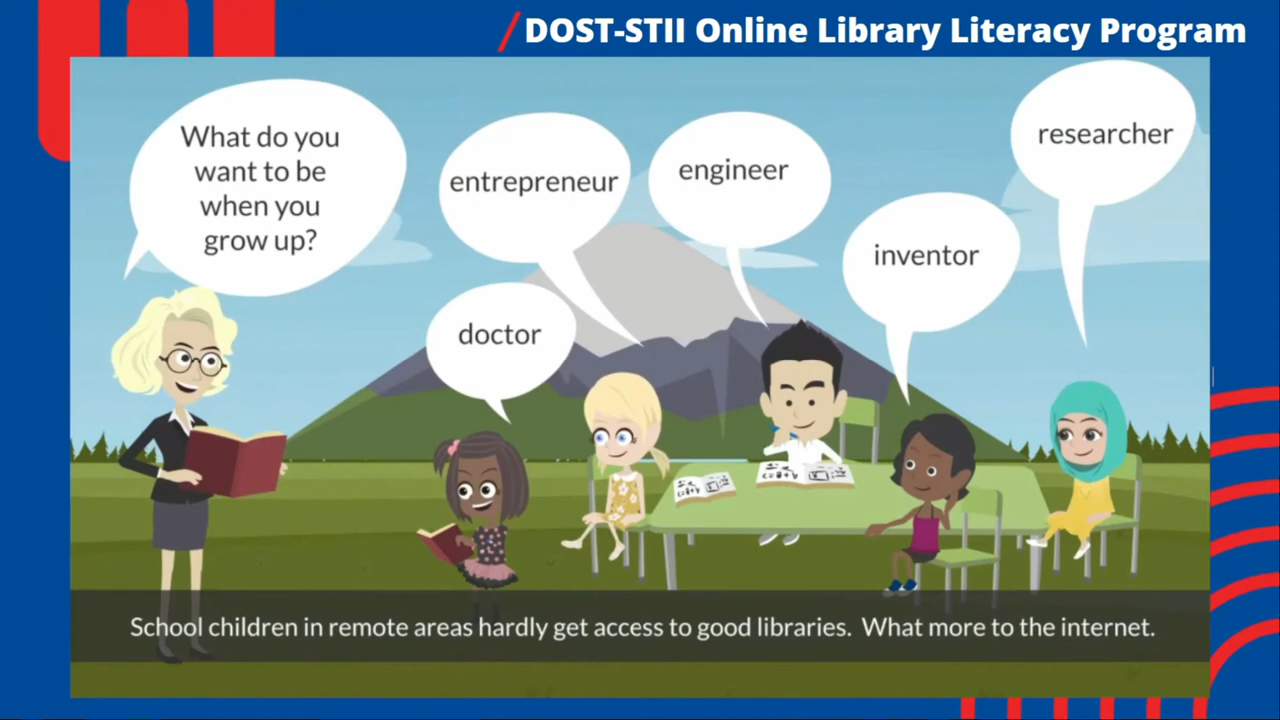 /DOST-STII Online Library Literacy Program
What do you
want to be
when you
grow up?
entrepreneur
engineer
researcher
inventor
doctor
School children in remote areas hardly get access to good libraries.  What more to the internet.